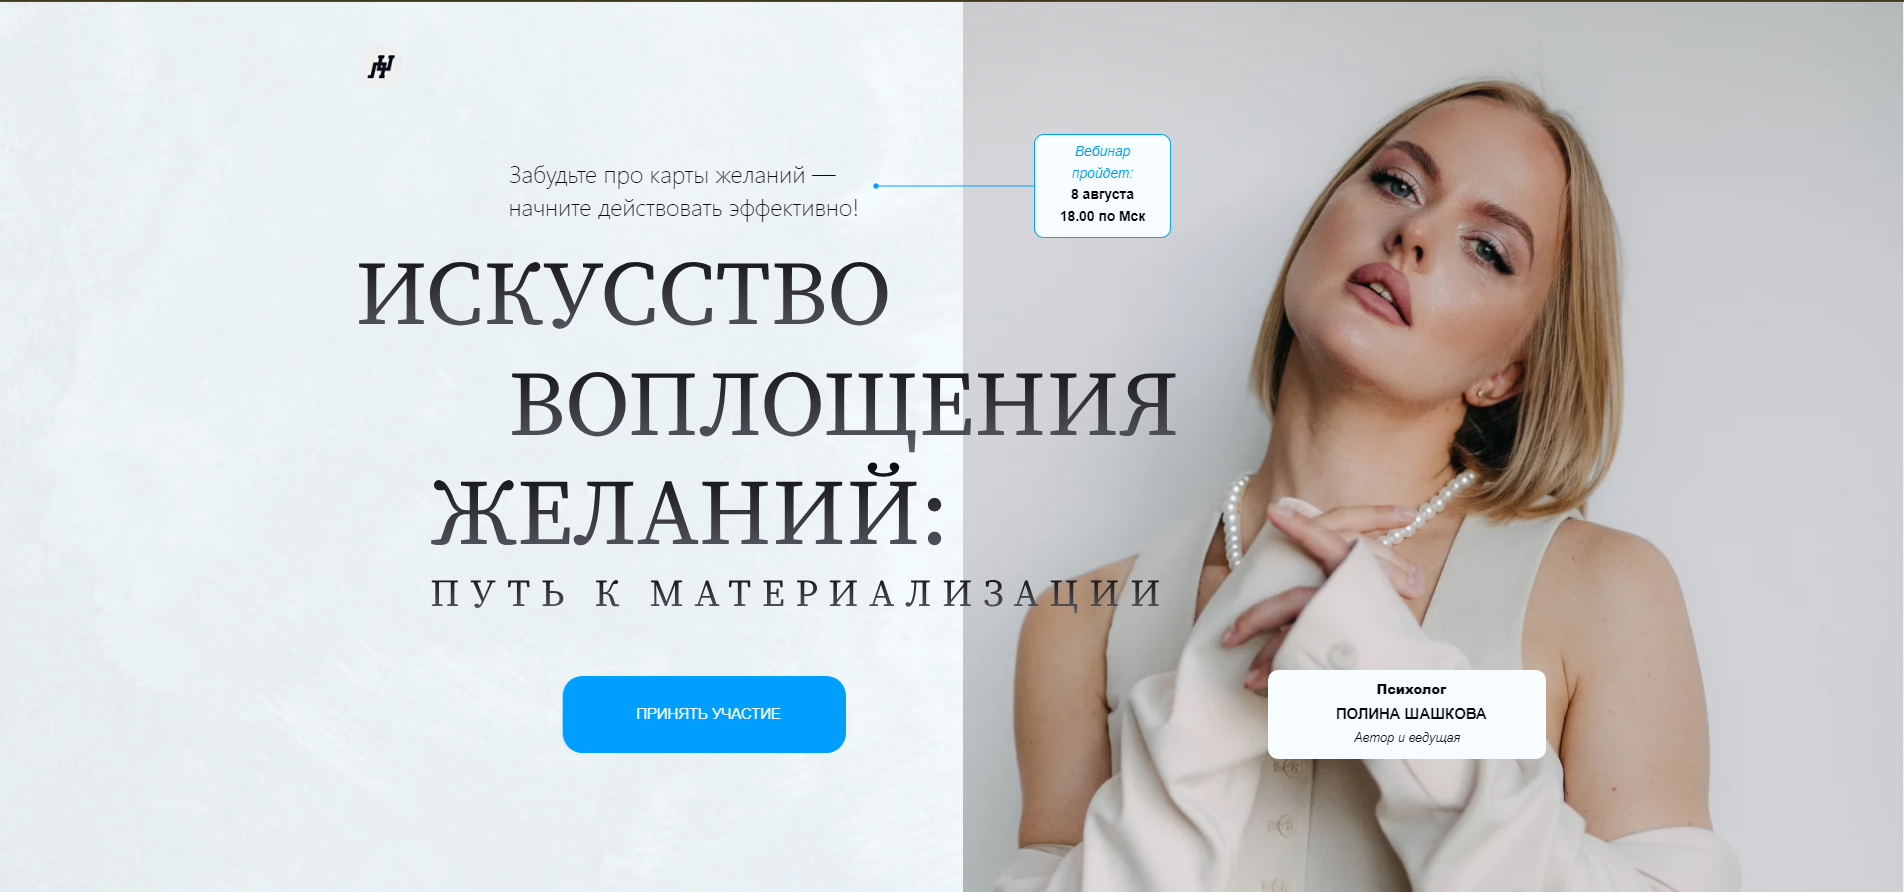 Забудьте про карты желаний —
начните действовать эффективно!
Вебинар
пройдет:
8 августа
18.00 по Мск
ИСКУССТВО
ВОПЛОЩЕНИЯ
ЖЕЛАНИЙ:
ПУТЬ К МАТЕРИАЛИЗАЦИИ
ПРИНЯТЬ УЧАСТИЕ
Психолог
ПОЛИНА ШАШКОВА
Автор и ведущая